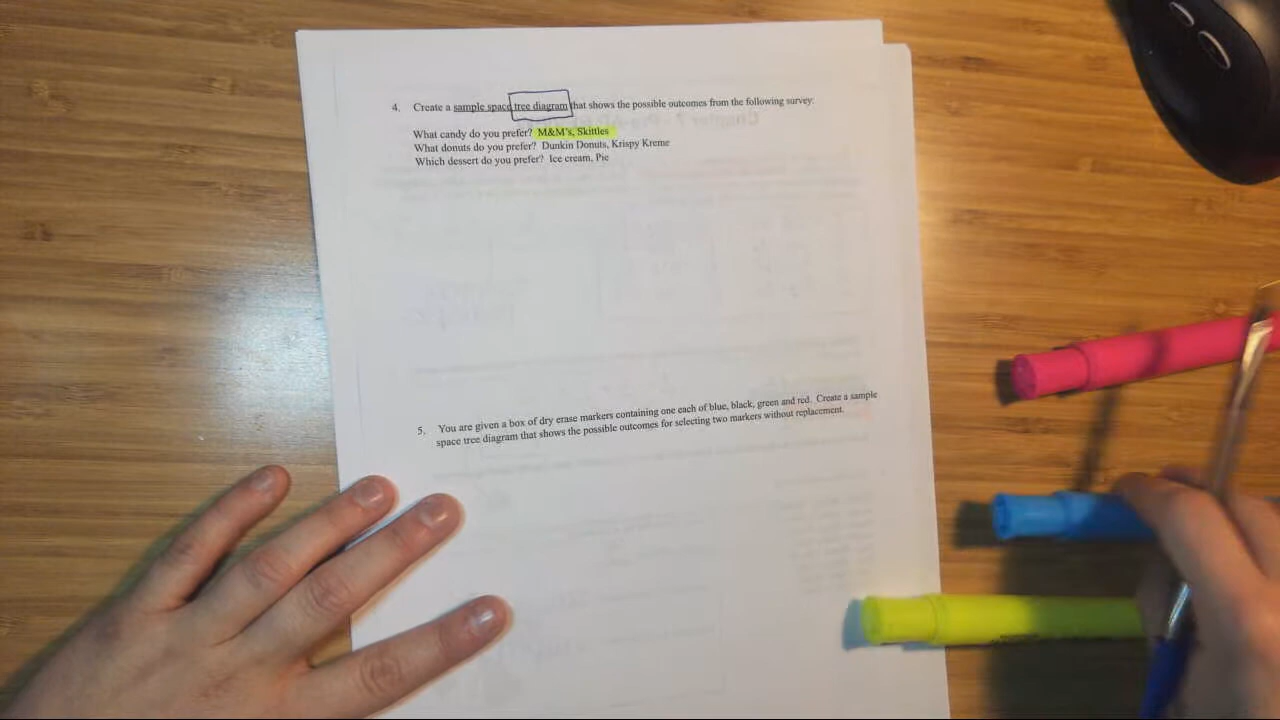 4. Create a sample space tree diagram that shows the possible outcomes from the following survey:
What candy do you prefer? M&M's, Skittles
What donuts do you prefer? Dunkin Donuts, Krispy Kreme
Which dessert do you prefer? Ice cream, Pie
5. You are given a box of dry erase markers containing one each of blue, black, green and red. Create a sample
space tree diagram that shows the possible outcomes for selecting two markers without replacement.